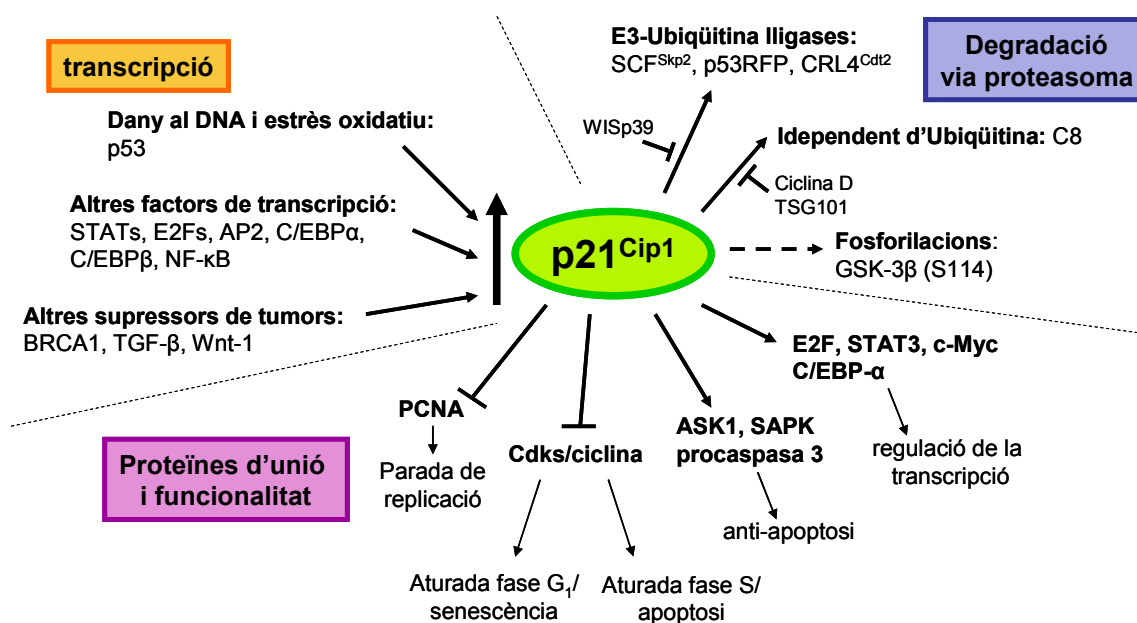 transcripció
Dany al DNA i estrès oxidatiu:
p53
Altres factors de transcripció:
STATs, E2Fs, AP2, C/EBPα,
C/EBPβ, NF-κB
Altres supressors de tumors:
BRCA1, TGF-β, Wnt-1
E3-Ubiqüitina lligases:
SCF^Skp2, p53RFP, CRL4^Cdt2
WISp39
Degradació
via proteasoma
Idependent d'Ubiqüitina: C8
Ciclina D
TSG101
p21^Cip1
Fosforilacions:
GSK-3β (S114)
E2F, STAT3, c-Myc
C/EBP-α
regulació de la
transcripció
ASK1, SAPK
procaspasa 3
anti-apoptosi
PCNA
Parada de
replicació
Cdks/ciclina
Aturada fase G₁/
senescència
Aturada fase S/
apoptosi
Proteïnes d'unió
i funcionalitat